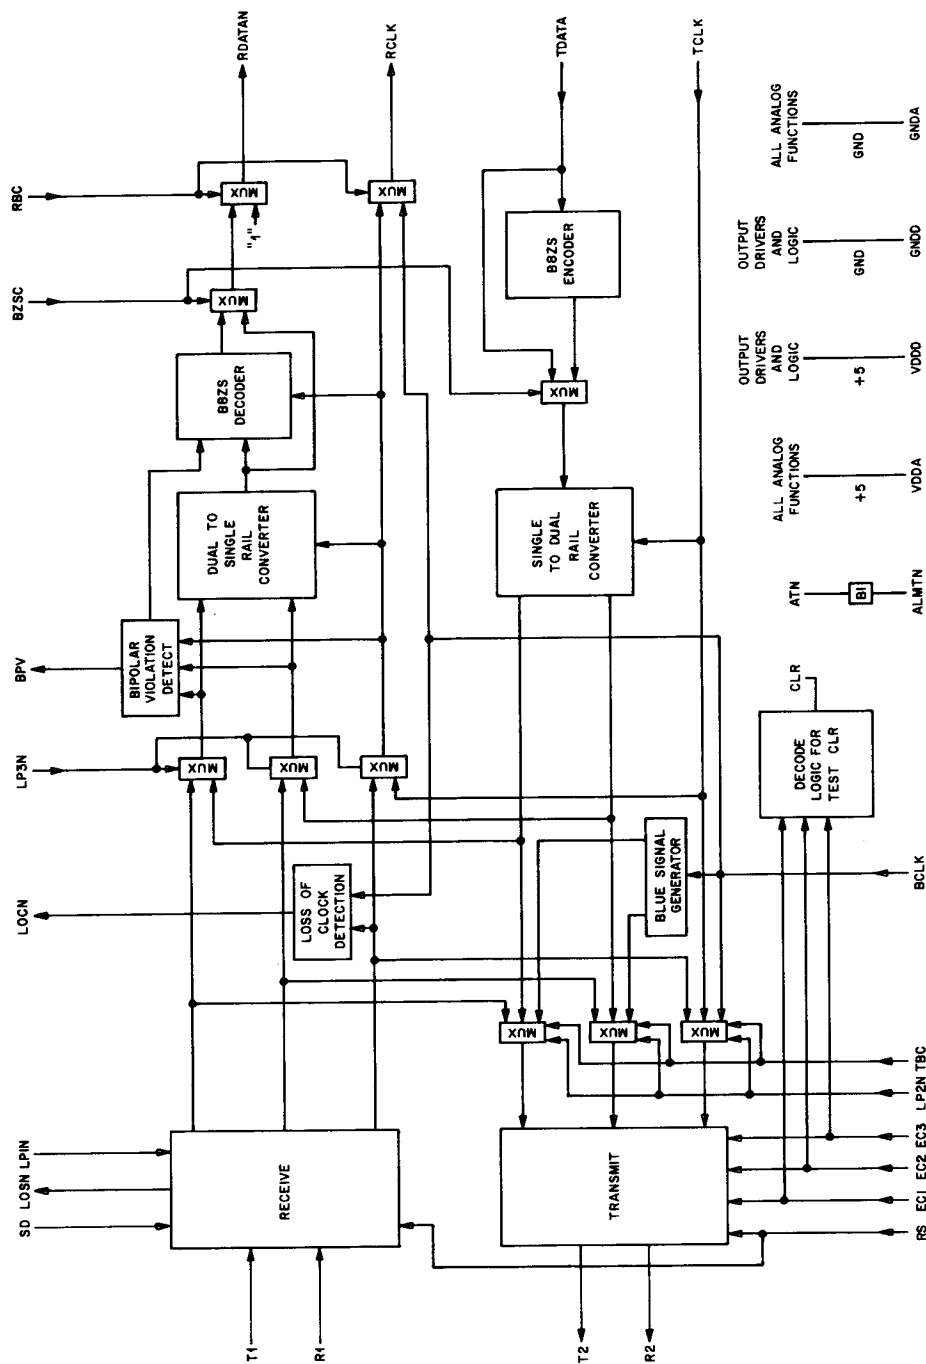 SD
LOSN
LPIN
LOCN
LP3N
BPV
BZSC
RBC
T1
R1
RECEIVE
LOSS OF
CLOCK
DETECTION
MUX
MUX
MUX
BIPOLAR
VIOLATION
DETECT
DUAL TO
SINGLE
RAIL
CONVERTER
B8ZS
DECODER
MUX
MUX
"1"
MUX
RDATAN
RCLK
T2
R2
TRANSMIT
MUX
MUX
MUX
BLUE SIGNAL
GENERATOR
SINGLE
TO DUAL
RAIL
CONVERTER
MUX
B8ZS
ENCODER
TDATA
TCLK
RS
EC1
EC2
EC3
LP2N
TBC
BCLK
DECODE
LOGIC FOR
TEST CLR
CLR
ATN
BI
ALMTN
ALL ANALOG
FUNCTIONS
+5
VDDA
OUTPUT
DRIVERS
AND
LOGIC
+5
VDDD
OUTPUT
DRIVERS
AND
LOGIC
GND
GNDD
ALL ANALOG
FUNCTIONS
GND
GNDA